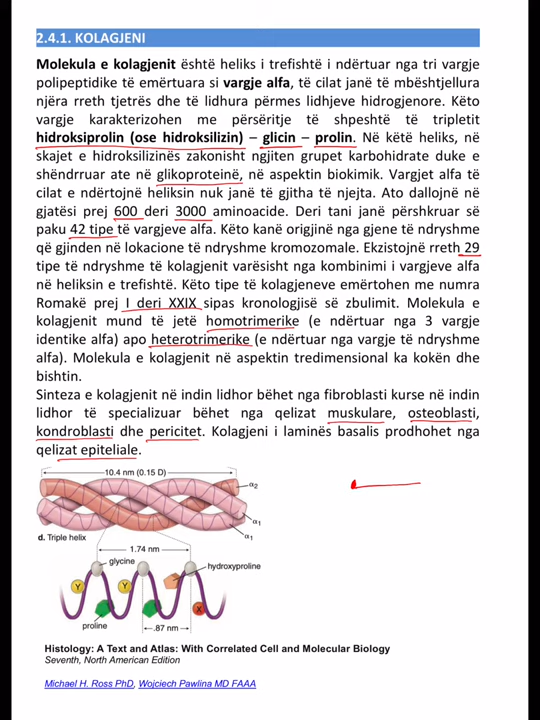 2.4.1. KOLAGJENI
Molekula e kolagjenit është heliks i trefishtë i ndërtuar nga tri vargje
polipeptidike të emërtuara si vargje alfa, të cilat janë të mbështjellura
njëra rreth tjetrës dhe të lidhura përmes lidhjeve hidrogjenore. Këto
vargje karakterizohen me përsëritje të shpeshtë të tripletit
hidroksiprolin (ose hidroksilizin) – glicin – prolin. Në këtë heliks, në
skajet e hidroksilizinës zakonisht ngjiten grupet karbohidrate duke e
shëndrruar ate në glikoproteinë, në aspektin biokimik. Vargjet alfa të
cilat e ndërtojnë heliksin nuk janë të gjitha të njejta. Ato dallojnë në
gjatësi prej 600 deri 3000 aminoacide. Deri tani janë përshkruar së
paku 42 tipe të vargjeve alfa. Këto kanë origjinë nga gjene të ndryshme
që gjinden në lokacione të ndryshme kromozomale. Ekzistojnë rreth 29
tipe të ndryshme të kolagjenit varësisht nga kombinimi i vargjeve alfa
në heliksin e trefishtë. Këto tipe të kolagjeneve emërtohen me numra
Romakë prej I deri XXIX sipas kronologjisë së zbulimit. Molekula e
kolagjenit mund të jetë homotrimerike (e ndërtuar nga 3 vargje
identike alfa) apo heterotrimerike (e ndërtuar nga vargje të ndryshme
alfa). Molekula e kolagjenit në aspektin tredimensional ka kokën dhe
bishtin.
Sinteza e kolagjenit në indin lidhor bëhet nga fibroblasti kurse në indin
lidhor të specializuar bëhet nga qelizat muskulare, osteoblasti,
kondroblasti dhe pericitet. Kolagjeni i laminës basalis prodhohet nga
qelizat epiteliale.
10.4 nm (0.15 D)
α2
α1
α1
d. Triple helix
1.74 nm
glycine
hydroxyproline
Y
Y
X
proline
.87 nm
Histology: A Text and Atlas: With Correlated Cell and Molecular Biology
Seventh, North American Edition
Michael H. Ross PhD, Wojciech Pawlina MD FAAA